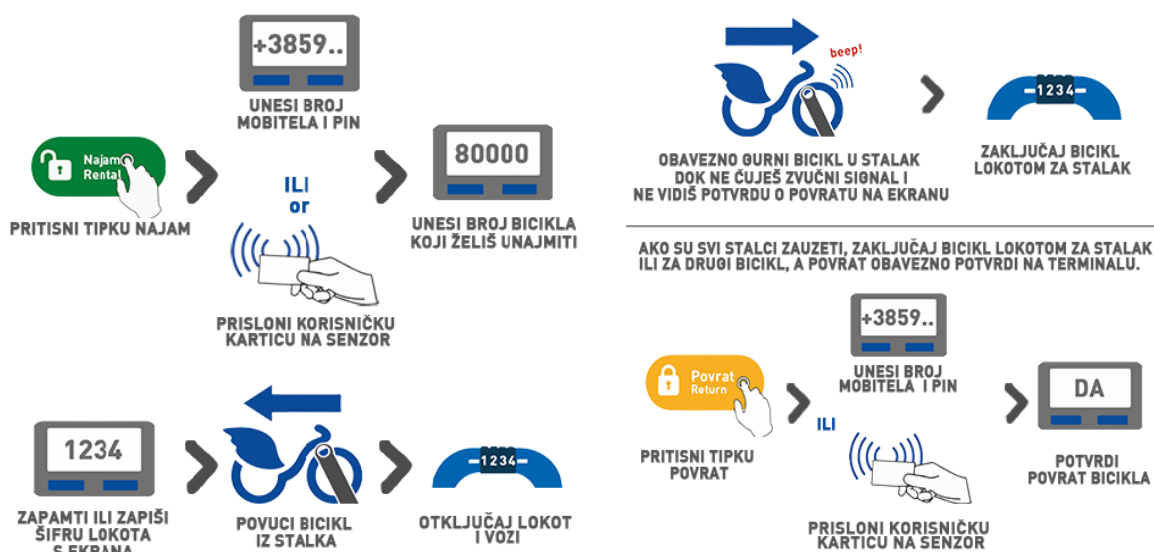 +3859..
UNESI BROJ
MOBITELA I PIN
Najam
Rental
PRITISNI TIPKU NAJAM
ILI
or
PRISLONI KORISNIČKU
KARTICU NA SENZOR
80000
UNESI BROJ BICIKLA
KOJI ŽELIŠ UNAJMITI
1234
ZAPAMTI ILI ZAPIŠI
ŠIFRU LOKOTA
S EKRANA
POVUCI BICIKL
IZ STALKA
-1234-
OTKLJUČAJ LOKOT
I VOZI
beep!
OBAVEZNO GURNI BICIKL U STALAK
DOK NE ČUJEŠ ZVUČNI SIGNAL I
NE VIDIŠ POTVRDU O POVRATU NA EKRANU
-1234-
ZAKLJUČAJ BICIKL
LOKOTOM ZA STALAK
AKO SU SVI STALCI ZAUZETI, ZAKLJUČAJ BICIKL LOKOTOM ZA STALAK
ILI ZA DRUGI BICIKL, A POVRAT OBAVEZNO POTVRDI NA TERMINALU.
Povrat
Return
PRITISNI TIPKU
POVRAT
+3859..
UNESI BROJ
MOBITELA I PIN
ILI
PRISLONI KORISNIČKU
KARTICU NA SENZOR
DA
POTVRDI
POVRAT BICIKLA